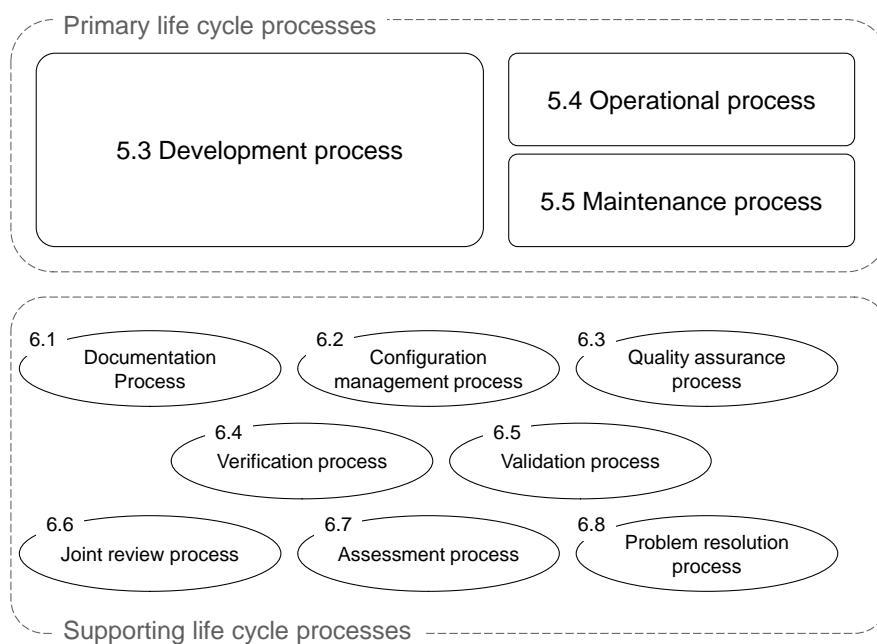 Primary life cycle processes
5.3 Development process
5.4 Operational process
5.5 Maintenance process
6.1
Documentation
Process
6.2
Configuration
management process
6.3
Quality assurance
process
6.4
Verification process
6.5
Validation process
6.6
Joint review process
6.7
Assessment process
6.8
Problem resolution
process
Supporting life cycle processes